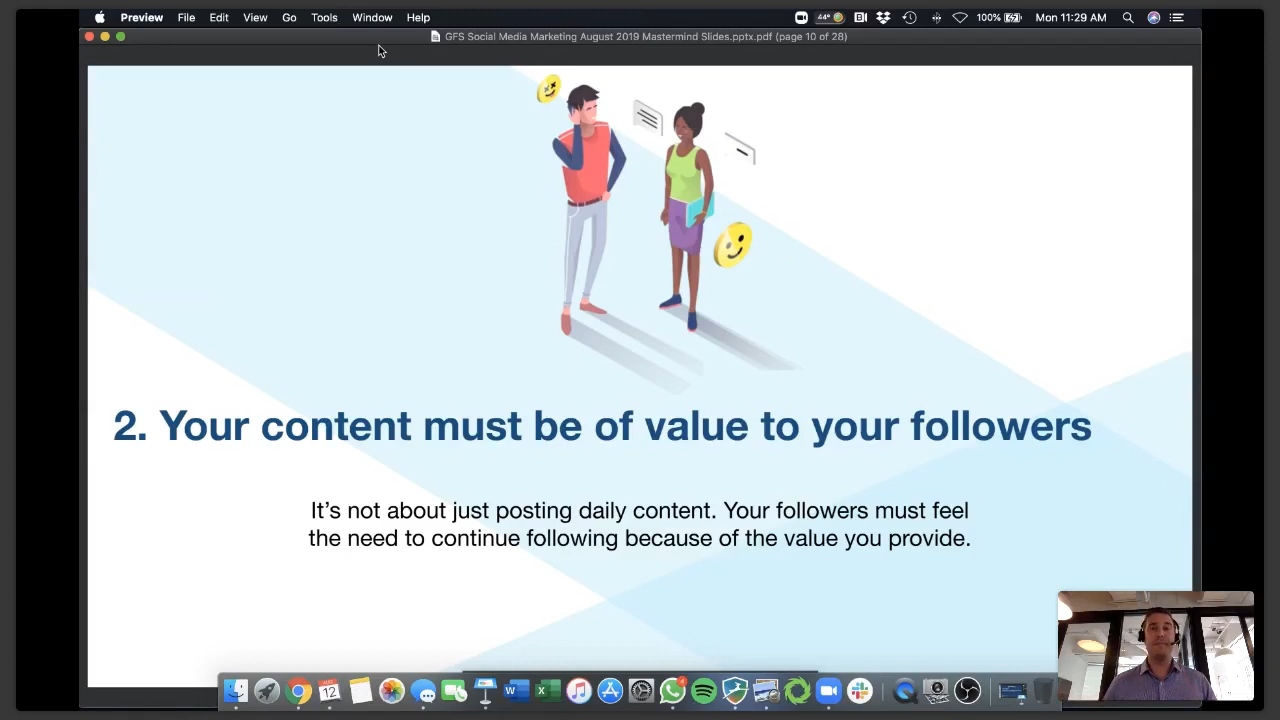 Preview File Edit View Go Tools Window Help 44° 100% Mon 11:29 AM
GFS Social Media Marketing August 2019 Mastermind Slides.pptx.pdf (page 10 of 28)
2. Your content must be of value to your followers
It's not about just posting daily content. Your followers must feel
the need to continue following because of the value you provide.
12
4